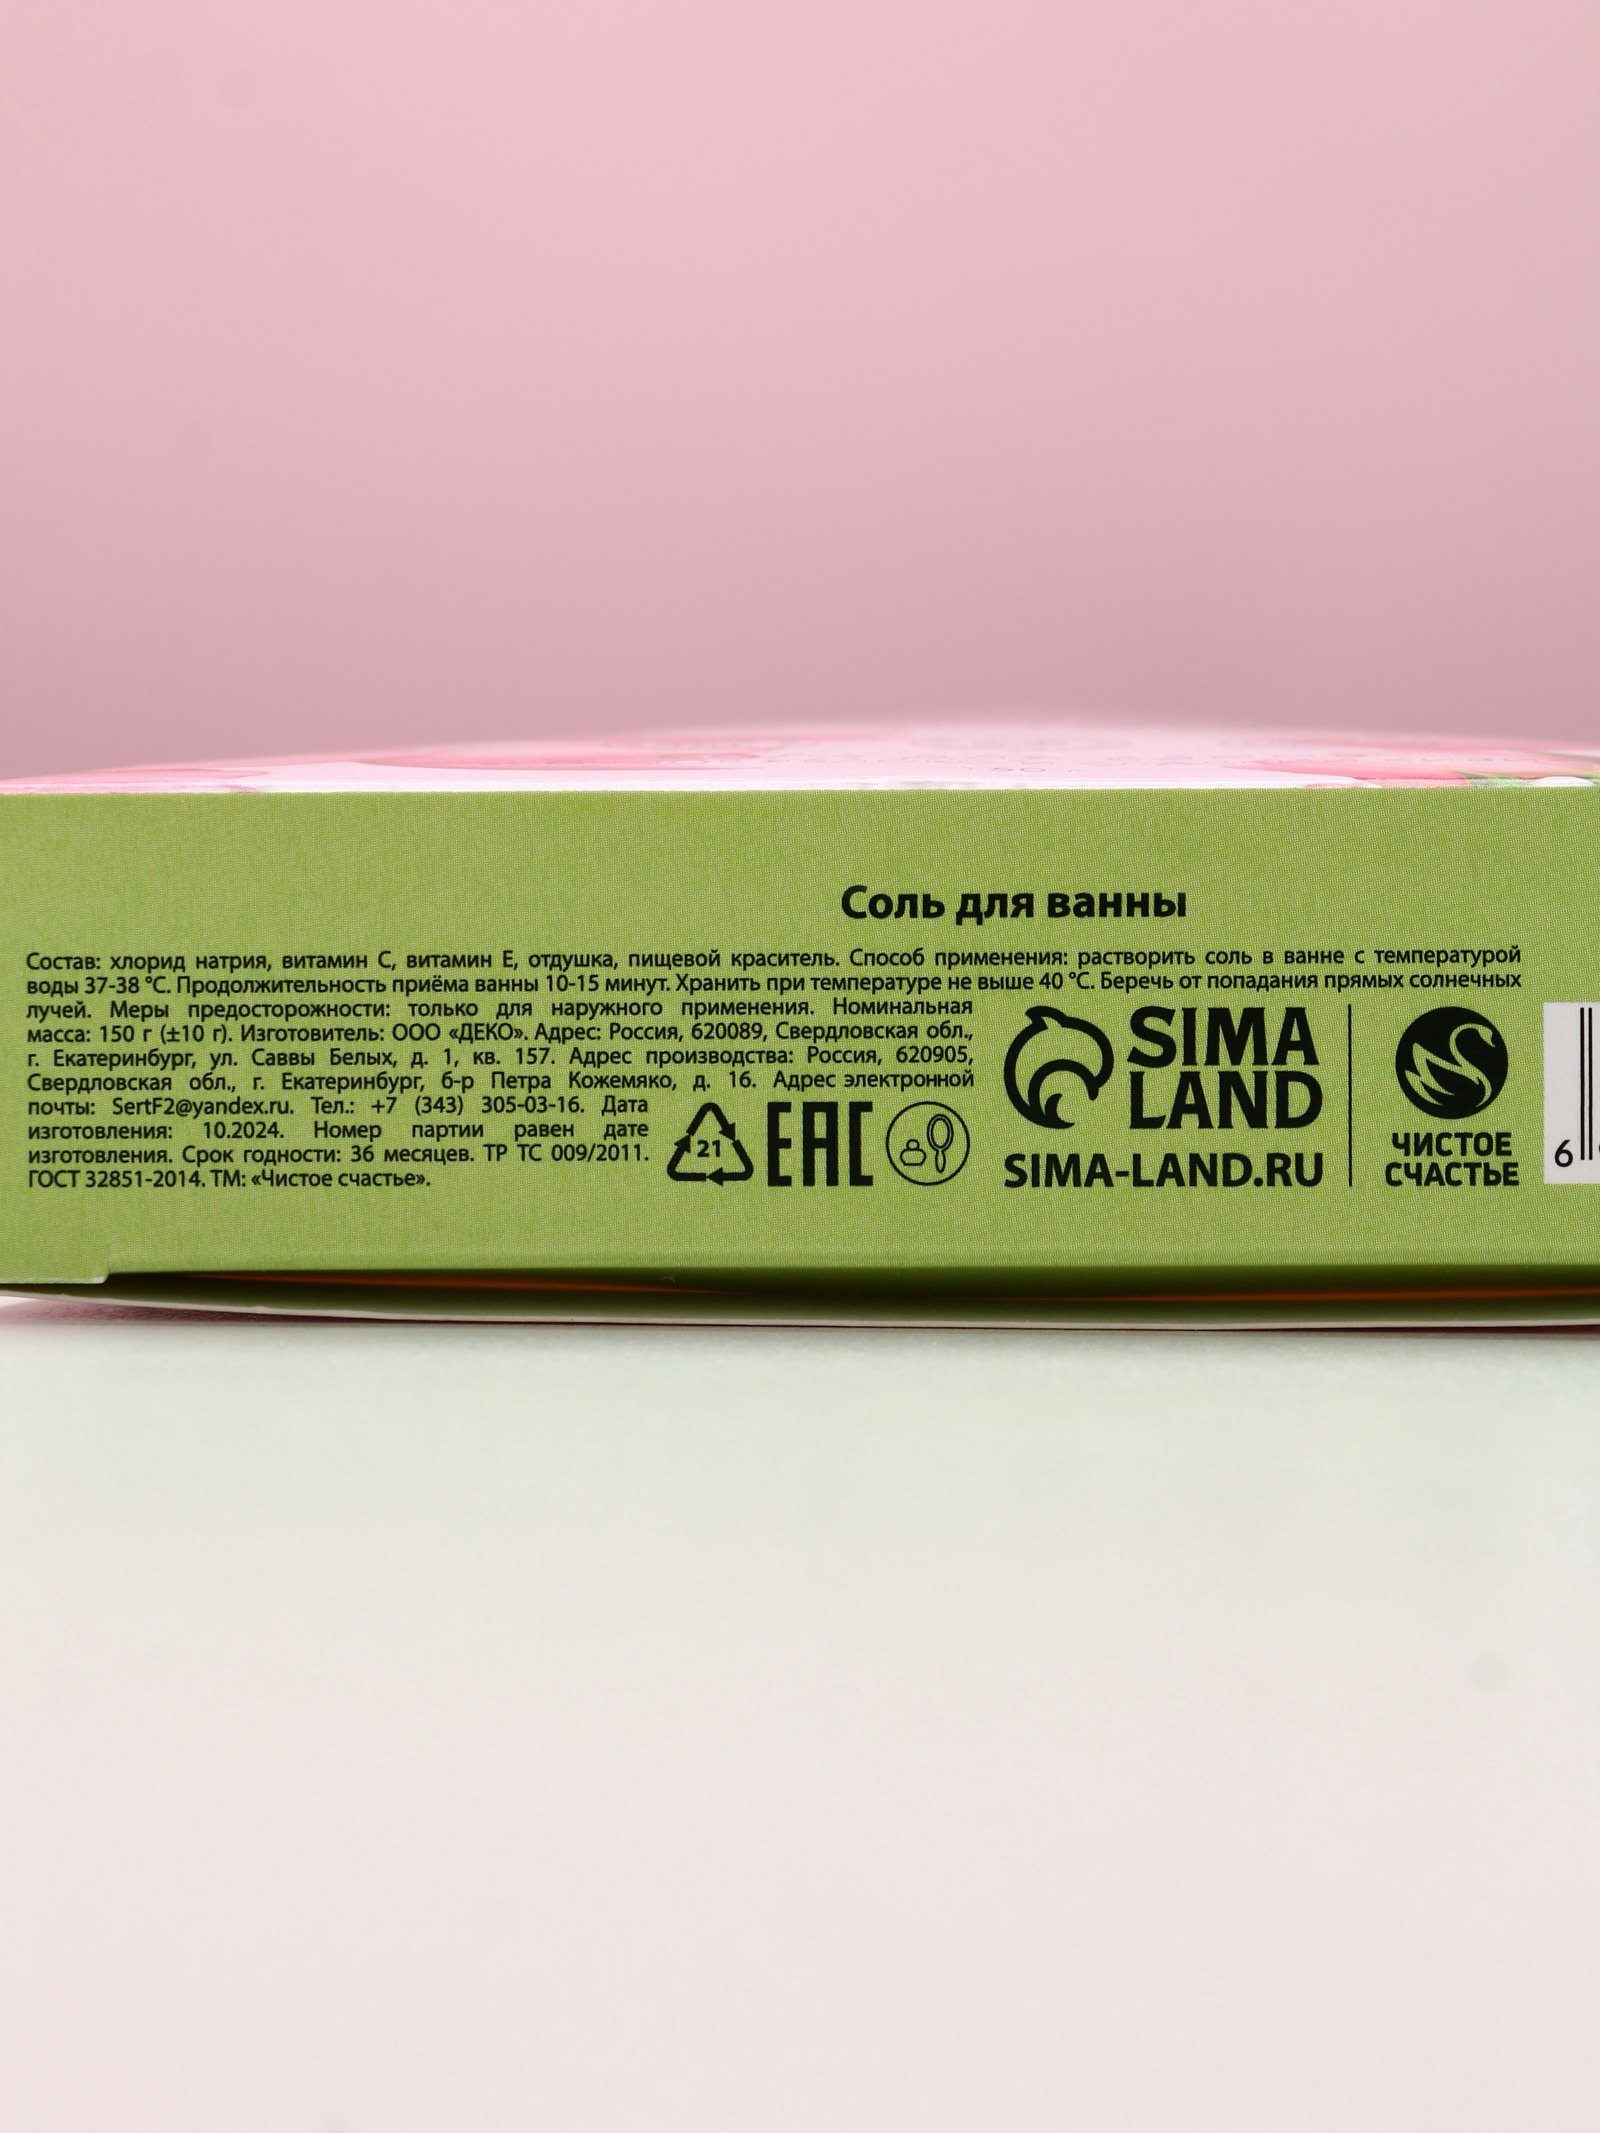 Соль для ванны
Состав: хлорид натрия, витамин С, витамин Е, отдушка, пищевой краситель. Способ применения: растворить соль в ванне с температурой
воды 37-38 °С. Продолжительность приёма ванны 10-15 минут. Хранить при температуре не выше 40 °С. Беречь от попадания прямых солнечных
лучей. Меры предосторожности: только для наружного применения. Номинальная
масса: 150 г (±10 г). Изготовитель: ООО «ДЕКО». Адрес: Россия, 620089, Свердловская обл.,
г. Екатеринбург, ул. Саввы Белых, д. 1, кв. 157. Адрес производства: Россия, 620905,
Свердловская обл., г. Екатеринбург, б-р Петра Кожемяко, д. 16. Адрес электронной
почты: SertF2@yandex.ru. Тел.: +7 (343) 305-03-16. Дата
изготовления: 10.2024. Номер партии равен дате
изготовления. Срок годности: 36 месяцев. ТР ТС 009/2011.
ГОСТ 32851-2014. ТМ: «Чистое счастье».
21
EAC
SIMA
LAND
SIMA-LAND.RU
ЧИСТОЕ
СЧАСТЬЕ
6